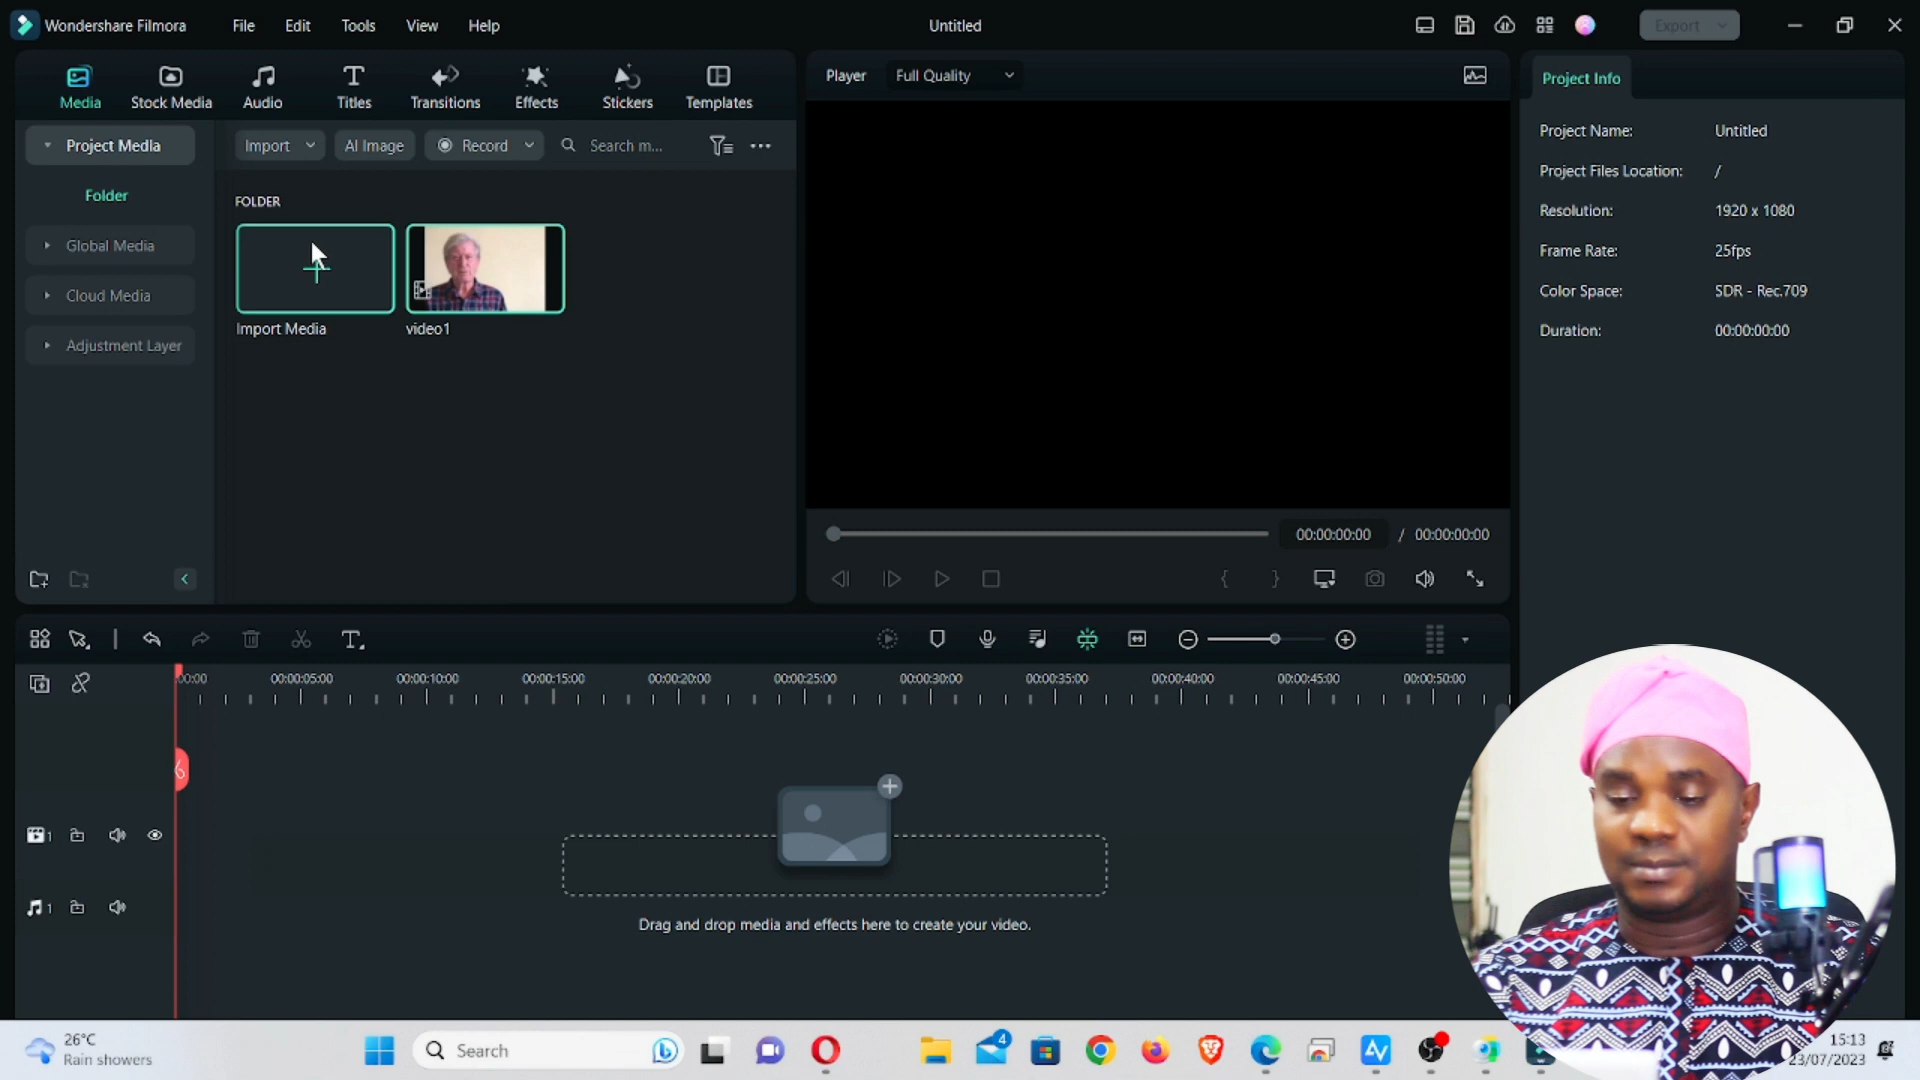 Wondershare Filmora
File
Edit
Tools
View
Help
Untitled
Export
Media
Stock Media
Audio
Titles
Transitions
Effects
Stickers
Templates
Player
Full Quality
Project Info
Project Media
Import
AI Image
Record
Search m...
Project Name:
Untitled
Project Files Location:
/
Resolution:
1920 x 1080
Frame Rate:
25fps
Color Space:
SDR - Rec.709
Duration:
00:00:00:00
Folder
Global Media
Cloud Media
Adjustment Layer
FOLDER
Import Media
video1
00:00:00:00
/
00:00:00:00
00:00
00:00:05:00
00:00:10:00
00:00:15:00
00:00:20:00
00:00:25:00
00:00:30:00
00:00:35:00
00:00:40:00
00:00:45:00
00:00:50:00
1
1
Drag and drop media and effects here to create your video.
26°C
Rain showers
Search
4
15:13
23/07/2023